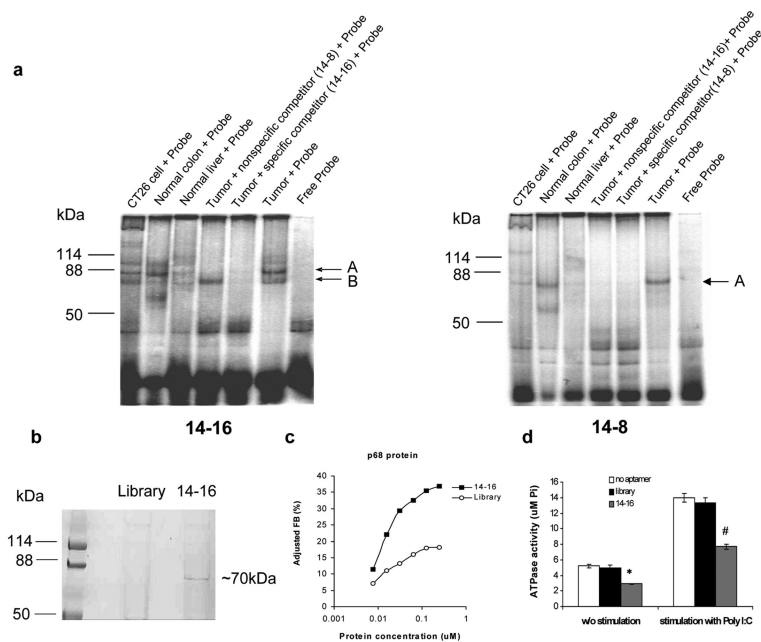 a
CT26 cell + Probe
Normal colon + Probe
Normal liver + Probe
Tumor + nonspecific competitor (14-8) + Probe
Tumor + specific competitor (14-16) + Probe
Tumor + Probe
Free Probe
kDa
114
88
50
A
B
14-16
CT26 cell + Probe
Normal colon + Probe
Normal liver + Probe
Tumor + nonspecific competitor (14-16)+ Probe
Tumor + specific competitor(14-8) + Probe
Tumor + Probe
Free Probe
kDa
114
88
50
A
14-8
b
kDa
Library 14-16
114
88
50
~70kDa
c
p68 protein
Adjusted FB (%)
40
35
30
25
20
15
10
5
0
0.001 0.01 0.1 1
Protein concentration (uM)
14-16
Library
d
ATPase activity (uM Pi)
16
14
12
10
8
6
4
2
0
no aptamer
library
14-16
*
#
w/o stimulation stimulation with Poly I:C